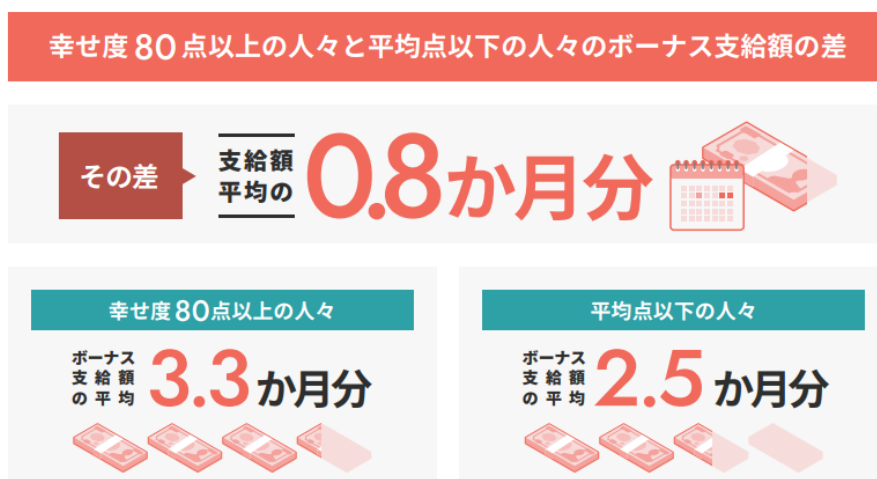 幸せ度80点以上の人々と平均点以下の人々のボーナス支給額の差
その差
支給額
平均の
0.8か月分
幸せ度80点以上の人々
ボーナス
支給額
の平均
3.3か月分
平均点以下の人々
ボーナス
支給額
の平均
2.5か月分